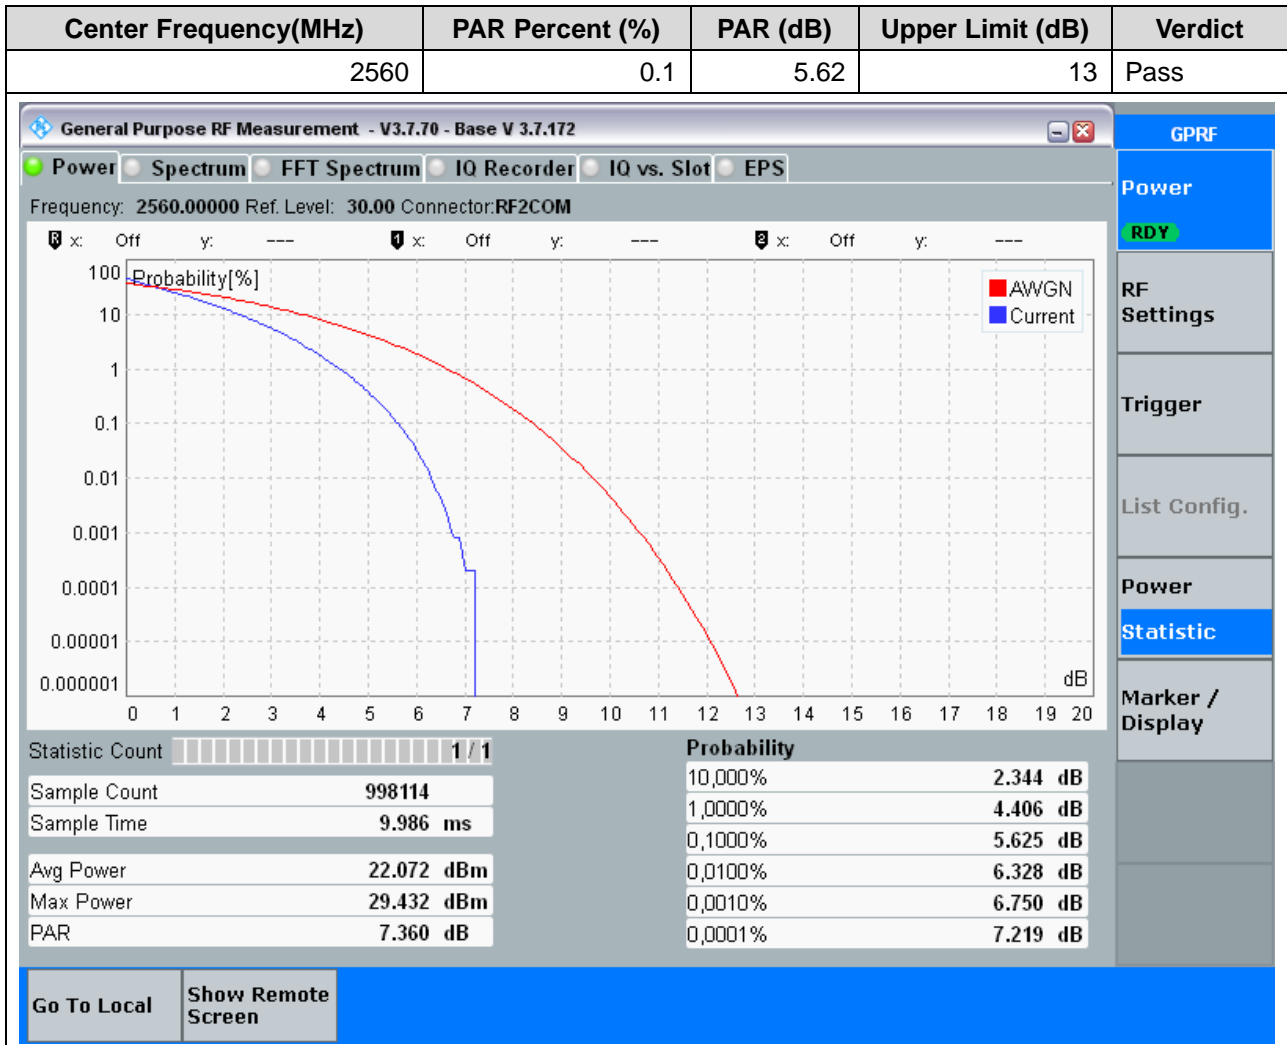 Center Frequency(MHz) PAR Percent (%) PAR (dB) Upper Limit (dB) Verdict
2560 0.1 5.62 13 Pass
General Purpose RF Measurement - V3.7.70 - Base V 3.7.172
GPRF
Power Spectrum FFT Spectrum IQ Recorder IQ vs. Slot EPS
Frequency: 2560.00000 Ref. Level: 30.00 Connector:RF2COM
R x: Off y: --- 1 x: Off y: --- 2 x: Off y: ---
Probability[%]
100
10
1
0.1
0.01
0.001
0.0001
0.00001
0.000001
AWGN
Current
dB
0 1 2 3 4 5 6 7 8 9 10 11 12 13 14 15 16 17 18 19 20
Statistic Count 1 / 1
Sample Count 998114
Sample Time 9.986 ms
Avg Power 22.072 dBm
Max Power 29.432 dBm
PAR 7.360 dB
Probability
10,000% 2.344 dB
1,0000% 4.406 dB
0,1000% 5.625 dB
0,0100% 6.328 dB
0,0010% 6.750 dB
0,0001% 7.219 dB
Power
RDY
RF
Settings
Trigger
List Config.
Power
Statistic
Marker /
Display
Go To Local
Show Remote
Screen